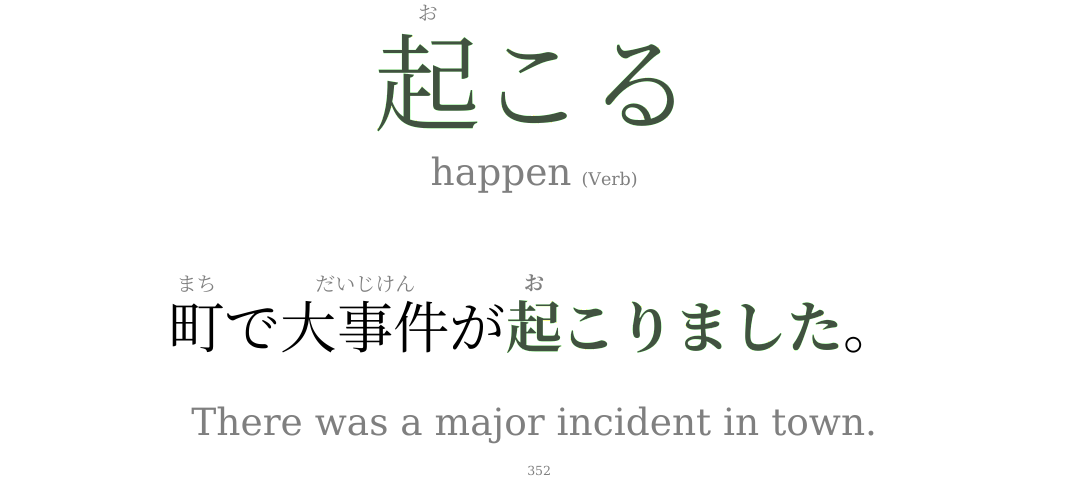 お
起こる
happen (Verb)
まち だいじけん お
町で大事件が起こりました。
There was a major incident in town.
352